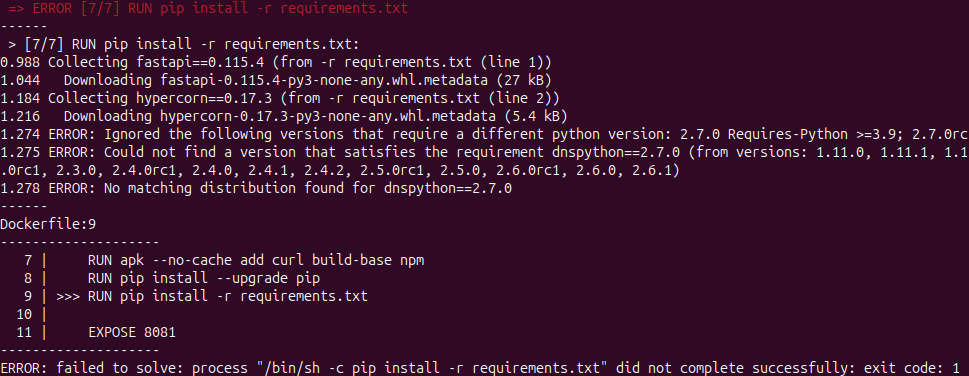 => ERROR [7/7] RUN pip install -r requirements.txt
------
> [7/7] RUN pip install -r requirements.txt:
0.988 Collecting fastapi==0.115.4 (from -r requirements.txt (line 1))
1.044   Downloading fastapi-0.115.4-py3-none-any.whl.metadata (27 kB)
1.184 Collecting hypercorn==0.17.3 (from -r requirements.txt (line 2))
1.216   Downloading hypercorn-0.17.3-py3-none-any.whl.metadata (5.4 kB)
1.274 ERROR: Ignored the following versions that require a different python version: 2.7.0 Requires-Python >=3.9; 2.7.0rc
1.275 ERROR: Could not find a version that satisfies the requirement dnspython==2.7.0 (from versions: 1.11.0, 1.11.1, 1.1
.0rc1, 2.3.0, 2.4.0rc1, 2.4.0, 2.4.1, 2.4.2, 2.5.0rc1, 2.5.0, 2.6.0rc1, 2.6.0, 2.6.1)
1.278 ERROR: No matching distribution found for dnspython==2.7.0
------
Dockerfile:9
--------------------
7 |     RUN apk --no-cache add curl build-base npm
8 |     RUN pip install --upgrade pip
9 | >>> RUN pip install -r requirements.txt
10 |
11 |     EXPOSE 8081
--------------------
ERROR: failed to solve: process "/bin/sh -c pip install -r requirements.txt" did not complete successfully: exit code: 1